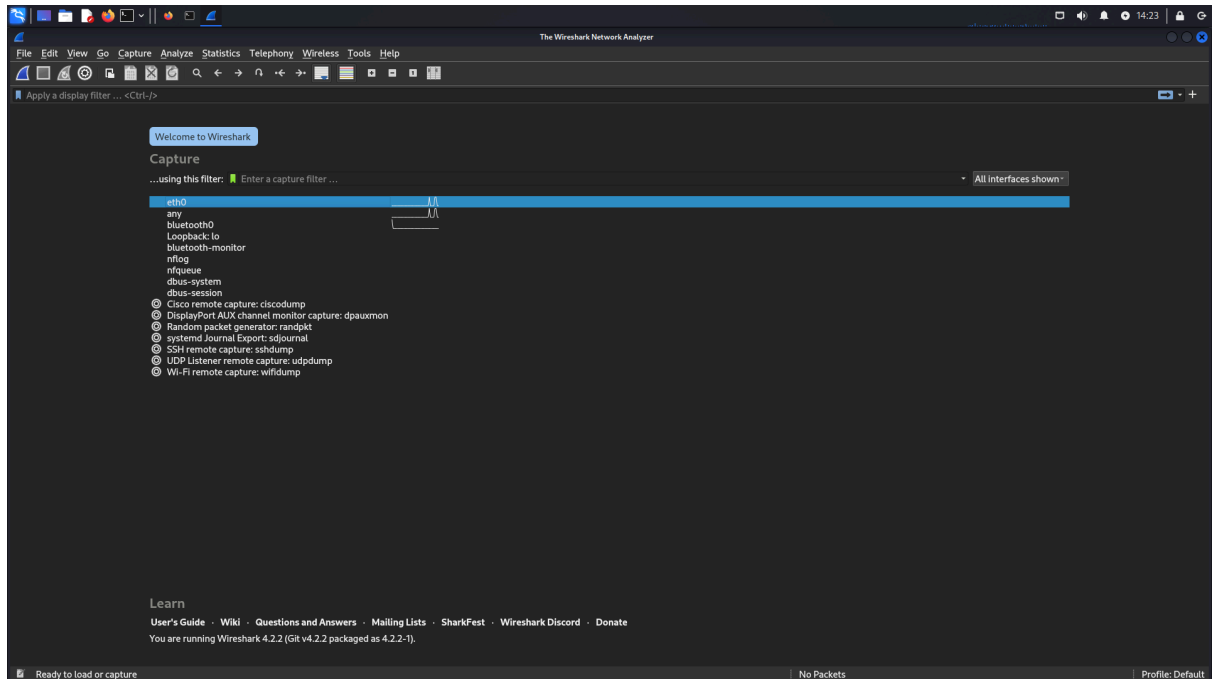 14:23
The Wireshark Network Analyzer
File Edit View Go Capture Analyze Statistics Telephony Wireless Tools Help
Apply a display filter ... <Ctrl-/>
Welcome to Wireshark
Capture
...using this filter: Enter a capture filter ... All interfaces shown
eth0
any
bluetooth0
Loopback: lo
bluetooth-monitor
nflog
nfqueue
dbus-system
dbus-session
Cisco remote capture: ciscodump
DisplayPort AUX channel monitor capture: dpauxmon
Random packet generator: randpkt
systemd Journal Export: sdjournal
SSH remote capture: sshdump
UDP Listener remote capture: udpdump
Wi-Fi remote capture: wifidump
Learn
User's Guide · Wiki · Questions and Answers · Mailing Lists · SharkFest · Wireshark Discord · Donate
You are running Wireshark 4.2.2 (Git v4.2.2 packaged as 4.2.2-1).
Ready to load or capture No Packets Profile: Default